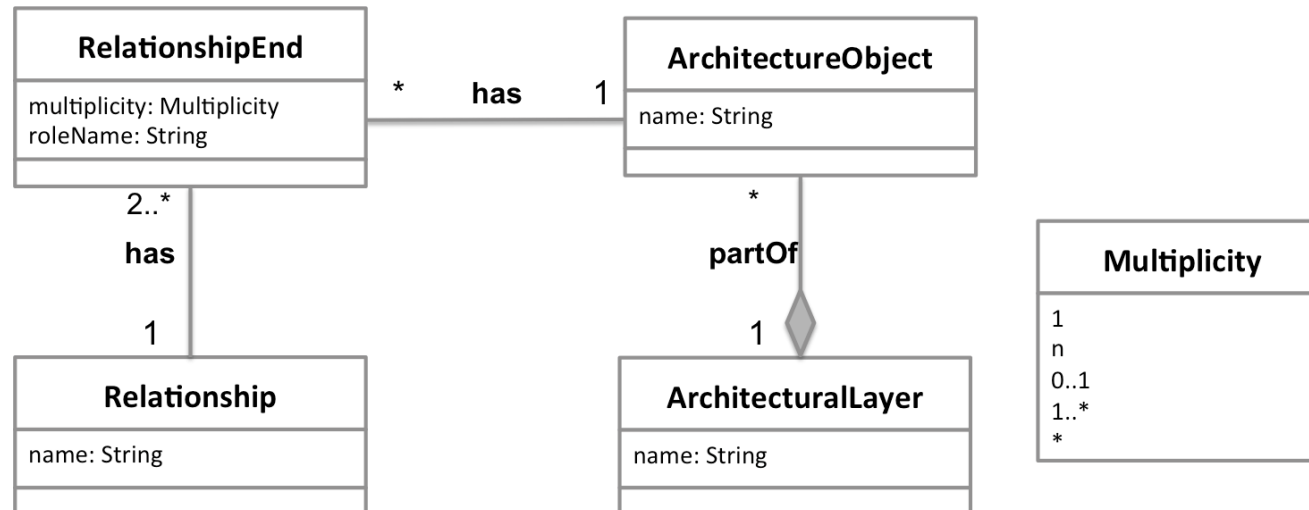 RelationshipEnd
multiplicity: Multiplicity
roleName: String
* has 1
ArchitectureObject
name: String
2..*
has
1
*
partOf
1
Relationship
name: String
ArchitecturalLayer
name: String
Multiplicity
1
n
0..1
1..*
*